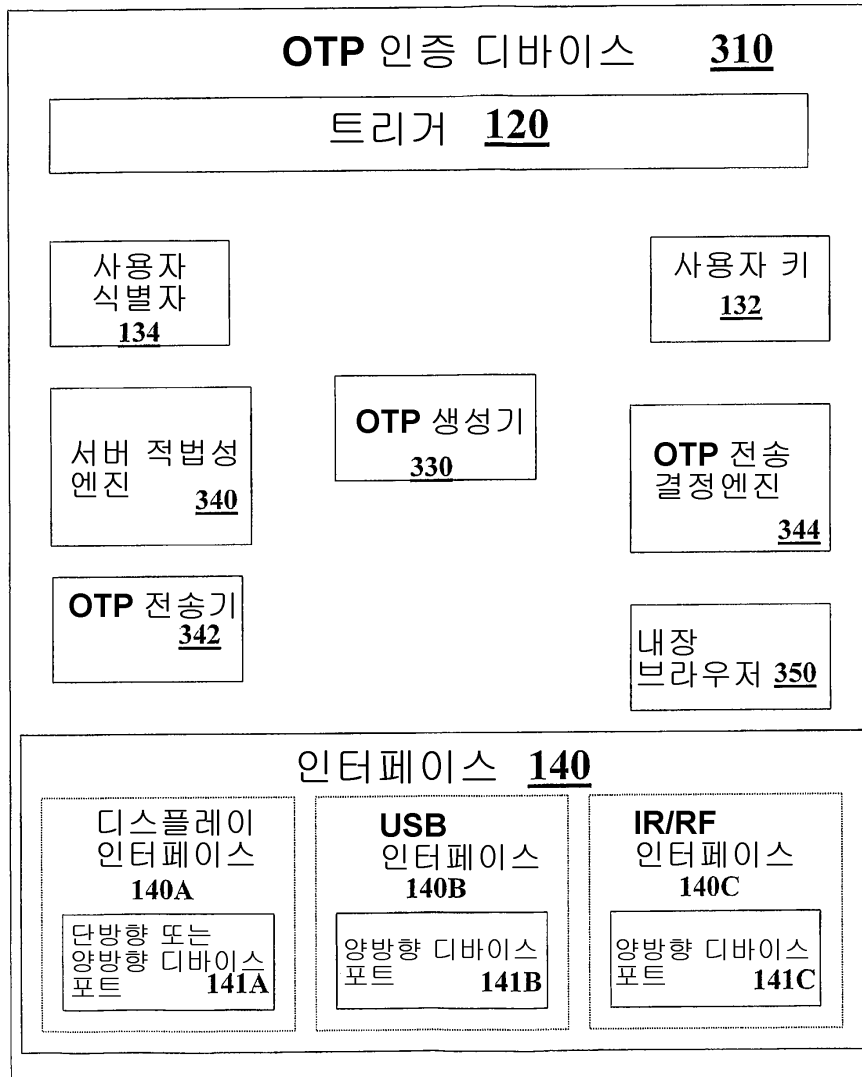 OTP 인증 디바이스 310
트리거 120
사용자
식별자
134
사용자 키
132
서버 적법성
엔진 340
OTP 생성기
330
OTP 전송
결정엔진
344
OTP 전송기
342
내장
브라우저 350
인터페이스 140
디스플레이
인터페이스
140A
단방향 또는
양방향 디바이스
포트 141A
USB
인터페이스
140B
양방향 디바이스
포트 141B
IR/RF
인터페이스
140C
양방향 디바이스
포트 141C